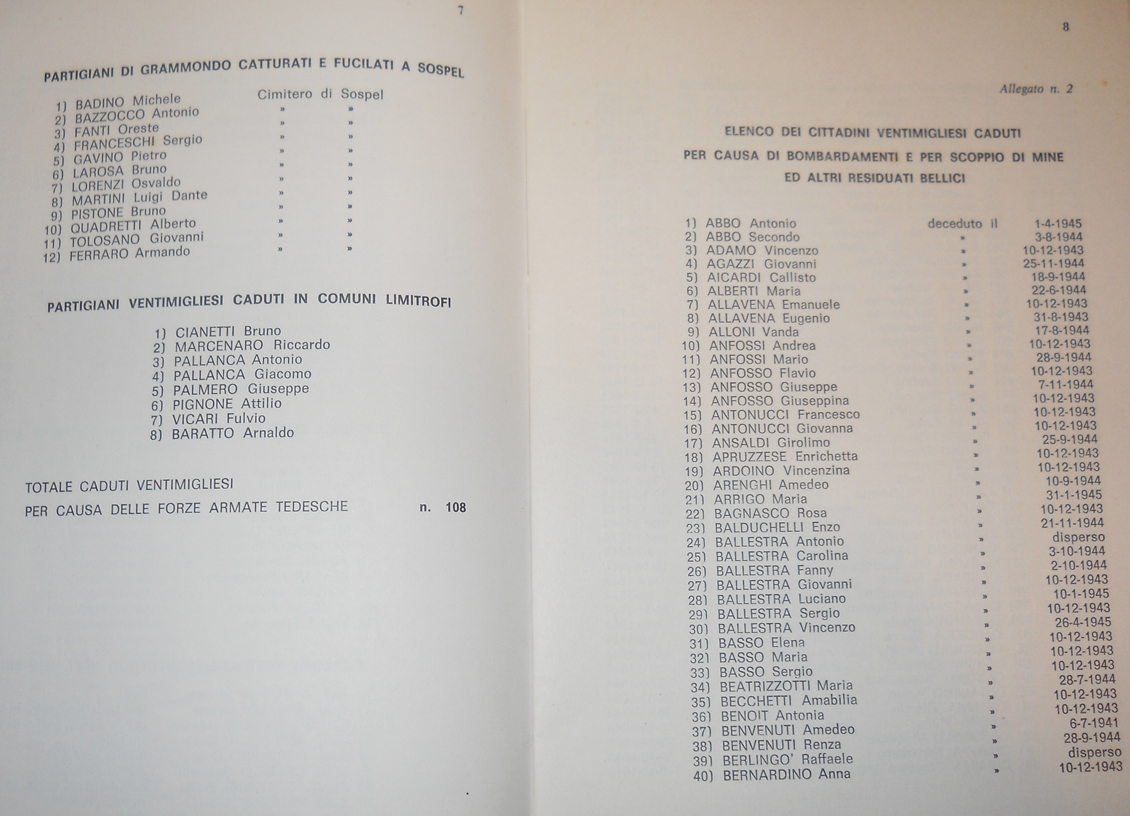 7
PARTIGIANI DI GRAMMONDO CATTURATI E FUCILATI A SOSPEL
1) BADINO Michele Cimitero di Sospel
2) BAZZOCCO Antonio » »
3) FANTI Oreste » »
4) FRANCESCHI Sergio » »
5) GAVINO Pietro » »
6) LAROSA Bruno » »
7) LORENZI Osvaldo » »
8) MARTINI Luigi Dante » »
9) PISTONE Bruno » »
10) QUADRETTI Alberto » »
11) TOLOSANO Giovanni » »
12) FERRARO Armando » »
PARTIGIANI VENTIMIGLIESI CADUTI IN COMUNI LIMITROFI
1) CIANETTI Bruno
2) MARCENARO Riccardo
3) PALLANCA Antonio
4) PALLANCA Giacomo
5) PALMERO Giuseppe
6) PIGNONE Attilio
7) VICARI Fulvio
8) BARATTO Arnaldo
TOTALE CADUTI VENTIMIGLIESI
PER CAUSA DELLE FORZE ARMATE TEDESCHE n. 108
8
Allegato n. 2
ELENCO DEI CITTADINI VENTIMIGLIESI CADUTI
PER CAUSA DI BOMBARDAMENTI E PER SCOPPIO DI MINE
ED ALTRI RESIDUATI BELLICI
1) ABBO Antonio deceduto il 1-4-1945
2) ABBO Secondo » 3-8-1944
3) ADAMO Vincenzo » 10-12-1943
4) AGAZZI Giovanni » 25-11-1944
5) AICARDI Callisto » 18-9-1944
6) ALBERTI Maria » 22-6-1944
7) ALLAVENA Emanuele » 10-12-1943
8) ALLAVENA Eugenio » 31-8-1943
9) ALLONI Vanda » 17-8-1944
10) ANFOSSI Andrea » 10-12-1943
11) ANFOSSI Mario » 28-9-1944
12) ANFOSSO Flavio » 10-12-1943
13) ANFOSSO Giuseppe » 7-11-1944
14) ANFOSSO Giuseppina » 10-12-1943
15) ANTONUCCI Francesco » 10-12-1943
16) ANTONUCCI Giovanna » 10-12-1943
17) ANSALDI Girolimo » 25-9-1944
18) APRUZZESE Enrichetta » 10-12-1943
19) ARDOINO Vincenzina » 10-12-1943
20) ARENGHI Amedeo » 10-9-1944
21) ARRIGO Maria » 31-1-1945
22) BAGNASCO Rosa » 10-12-1943
23) BALDUCHELLI Enzo » 21-11-1944
24) BALLESTRA Antonio » disperso
25) BALLESTRA Carolina » 3-10-1944
26) BALLESTRA Fanny » 2-10-1944
27) BALLESTRA Giovanni » 10-12-1943
28) BALLESTRA Luciano » 10-1-1945
29) BALLESTRA Sergio » 10-12-1943
30) BALLESTRA Vincenzo » 26-4-1945
31) BASSO Elena » 10-12-1943
32) BASSO Maria » 10-12-1943
33) BASSO Sergio » 10-12-1943
34) BEATRIZZOTTI Maria » 28-7-1944
35) BECCHETTI Amabilia » 10-12-1943
36) BENOIT Antonia » 10-12-1943
37) BENVENUTI Amedeo » 6-7-1941
38) BENVENUTI Renza » 28-9-1944
39) BERLINGO' Raffaele » disperso
40) BERNARDINO Anna » 10-12-1943